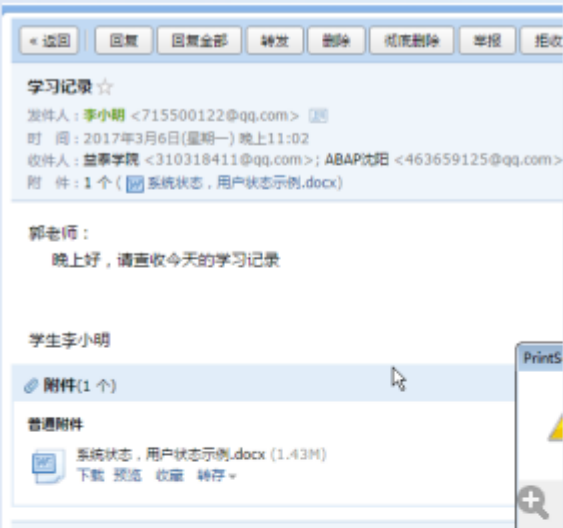 « 返回 回复 回复全部 转发 删除 彻底删除 举报 拒收
学习记录☆
发件人：李小明 <715500122@qq.com>
时 间：2017年3月6日(星期一) 晚上11:02
收件人：益泰学院 <310318411@qq.com>; ABAP沈阳 <463659125@qq.com>
附 件：1 个 ( 系统状态，用户状态示例.docx)
郭老师：
晚上好，请查收今天的学习记录
学生李小明
附件(1 个)
PrintS
普通附件
系统状态，用户状态示例.docx (1.43M)
下载 预览 收藏 转存